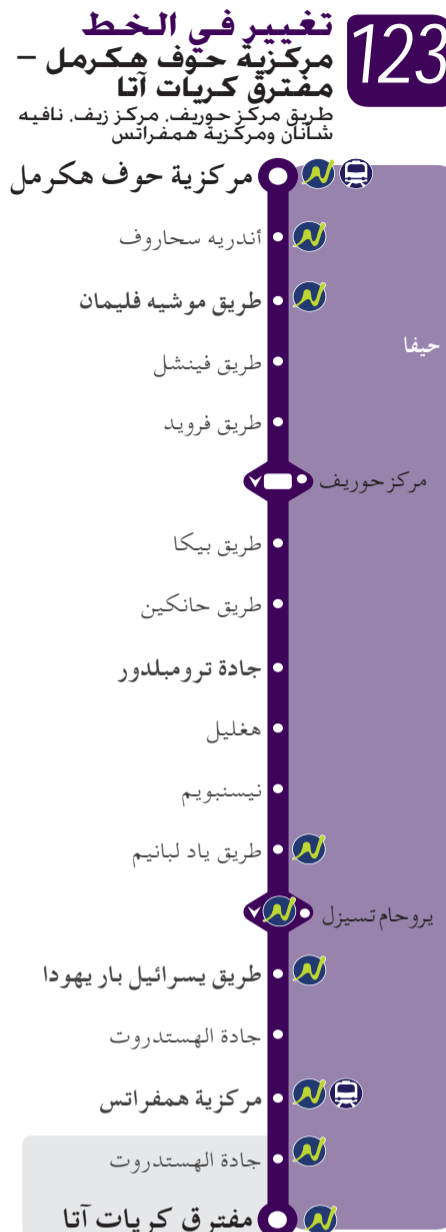 123
تغيير في الخط
مركزية حوف هكرمل –
مفترق كريات آتا
طريق مركز حوريف، مركز زيف، نافيه
شأنان ومركزية همفراتس
مركزية حوف هكرمل
أندريه سحاروف
طريق موشيه فليمان
حيفا
طريق فينشل
طريق فرويد
مركز حوريف
طريق بيكا
طريق حانكين
جادة ترومبلدور
هغليل
نيسنبويم
طريق ياد لبانيم
يروحام تسيزل
طريق يسرائيل بار يهودا
جادة الهستدروت
مركزية همفراتس
جادة الهستدروت
مفترق كريات آتا